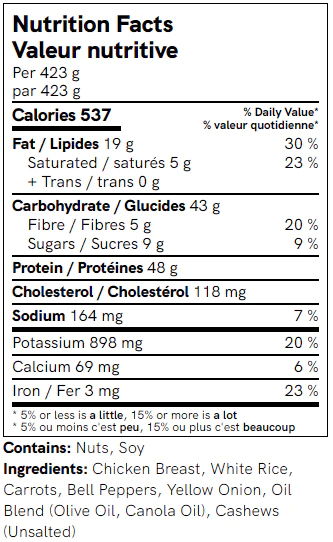 Nutrition Facts
Valeur nutritive
Per 423 g
par 423 g
Calories 537
% Daily Value*
% valeur quotidienne*
Fat / Lipides 19 g 30 %
Saturated / saturés 5 g 23 %
+ Trans / trans 0 g
Carbohydrate / Glucides 43 g
Fibre / Fibres 5 g 20 %
Sugars / Sucres 9 g 9 %
Protein / Protéines 48 g
Cholesterol / Cholestérol 118 mg
Sodium 164 mg 7 %
Potassium 898 mg 20 %
Calcium 69 mg 6 %
Iron / Fer 3 mg 23 %
* 5% or less is a little, 15% or more is a lot
* 5% ou moins c'est peu, 15% ou plus c'est beaucoup
Contains: Nuts, Soy
Ingredients: Chicken Breast, White Rice,
Carrots, Bell Peppers, Yellow Onion, Oil
Blend (Olive Oil, Canola Oil), Cashews
(Unsalted)